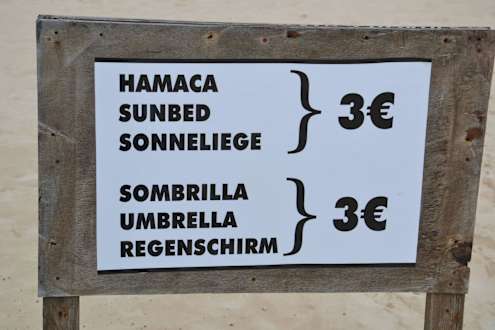 HAMACA
SUNBED
SONNELIEGE
3€
SOMBRILLA
UMBRELLA
REGENSCHIRM
3€